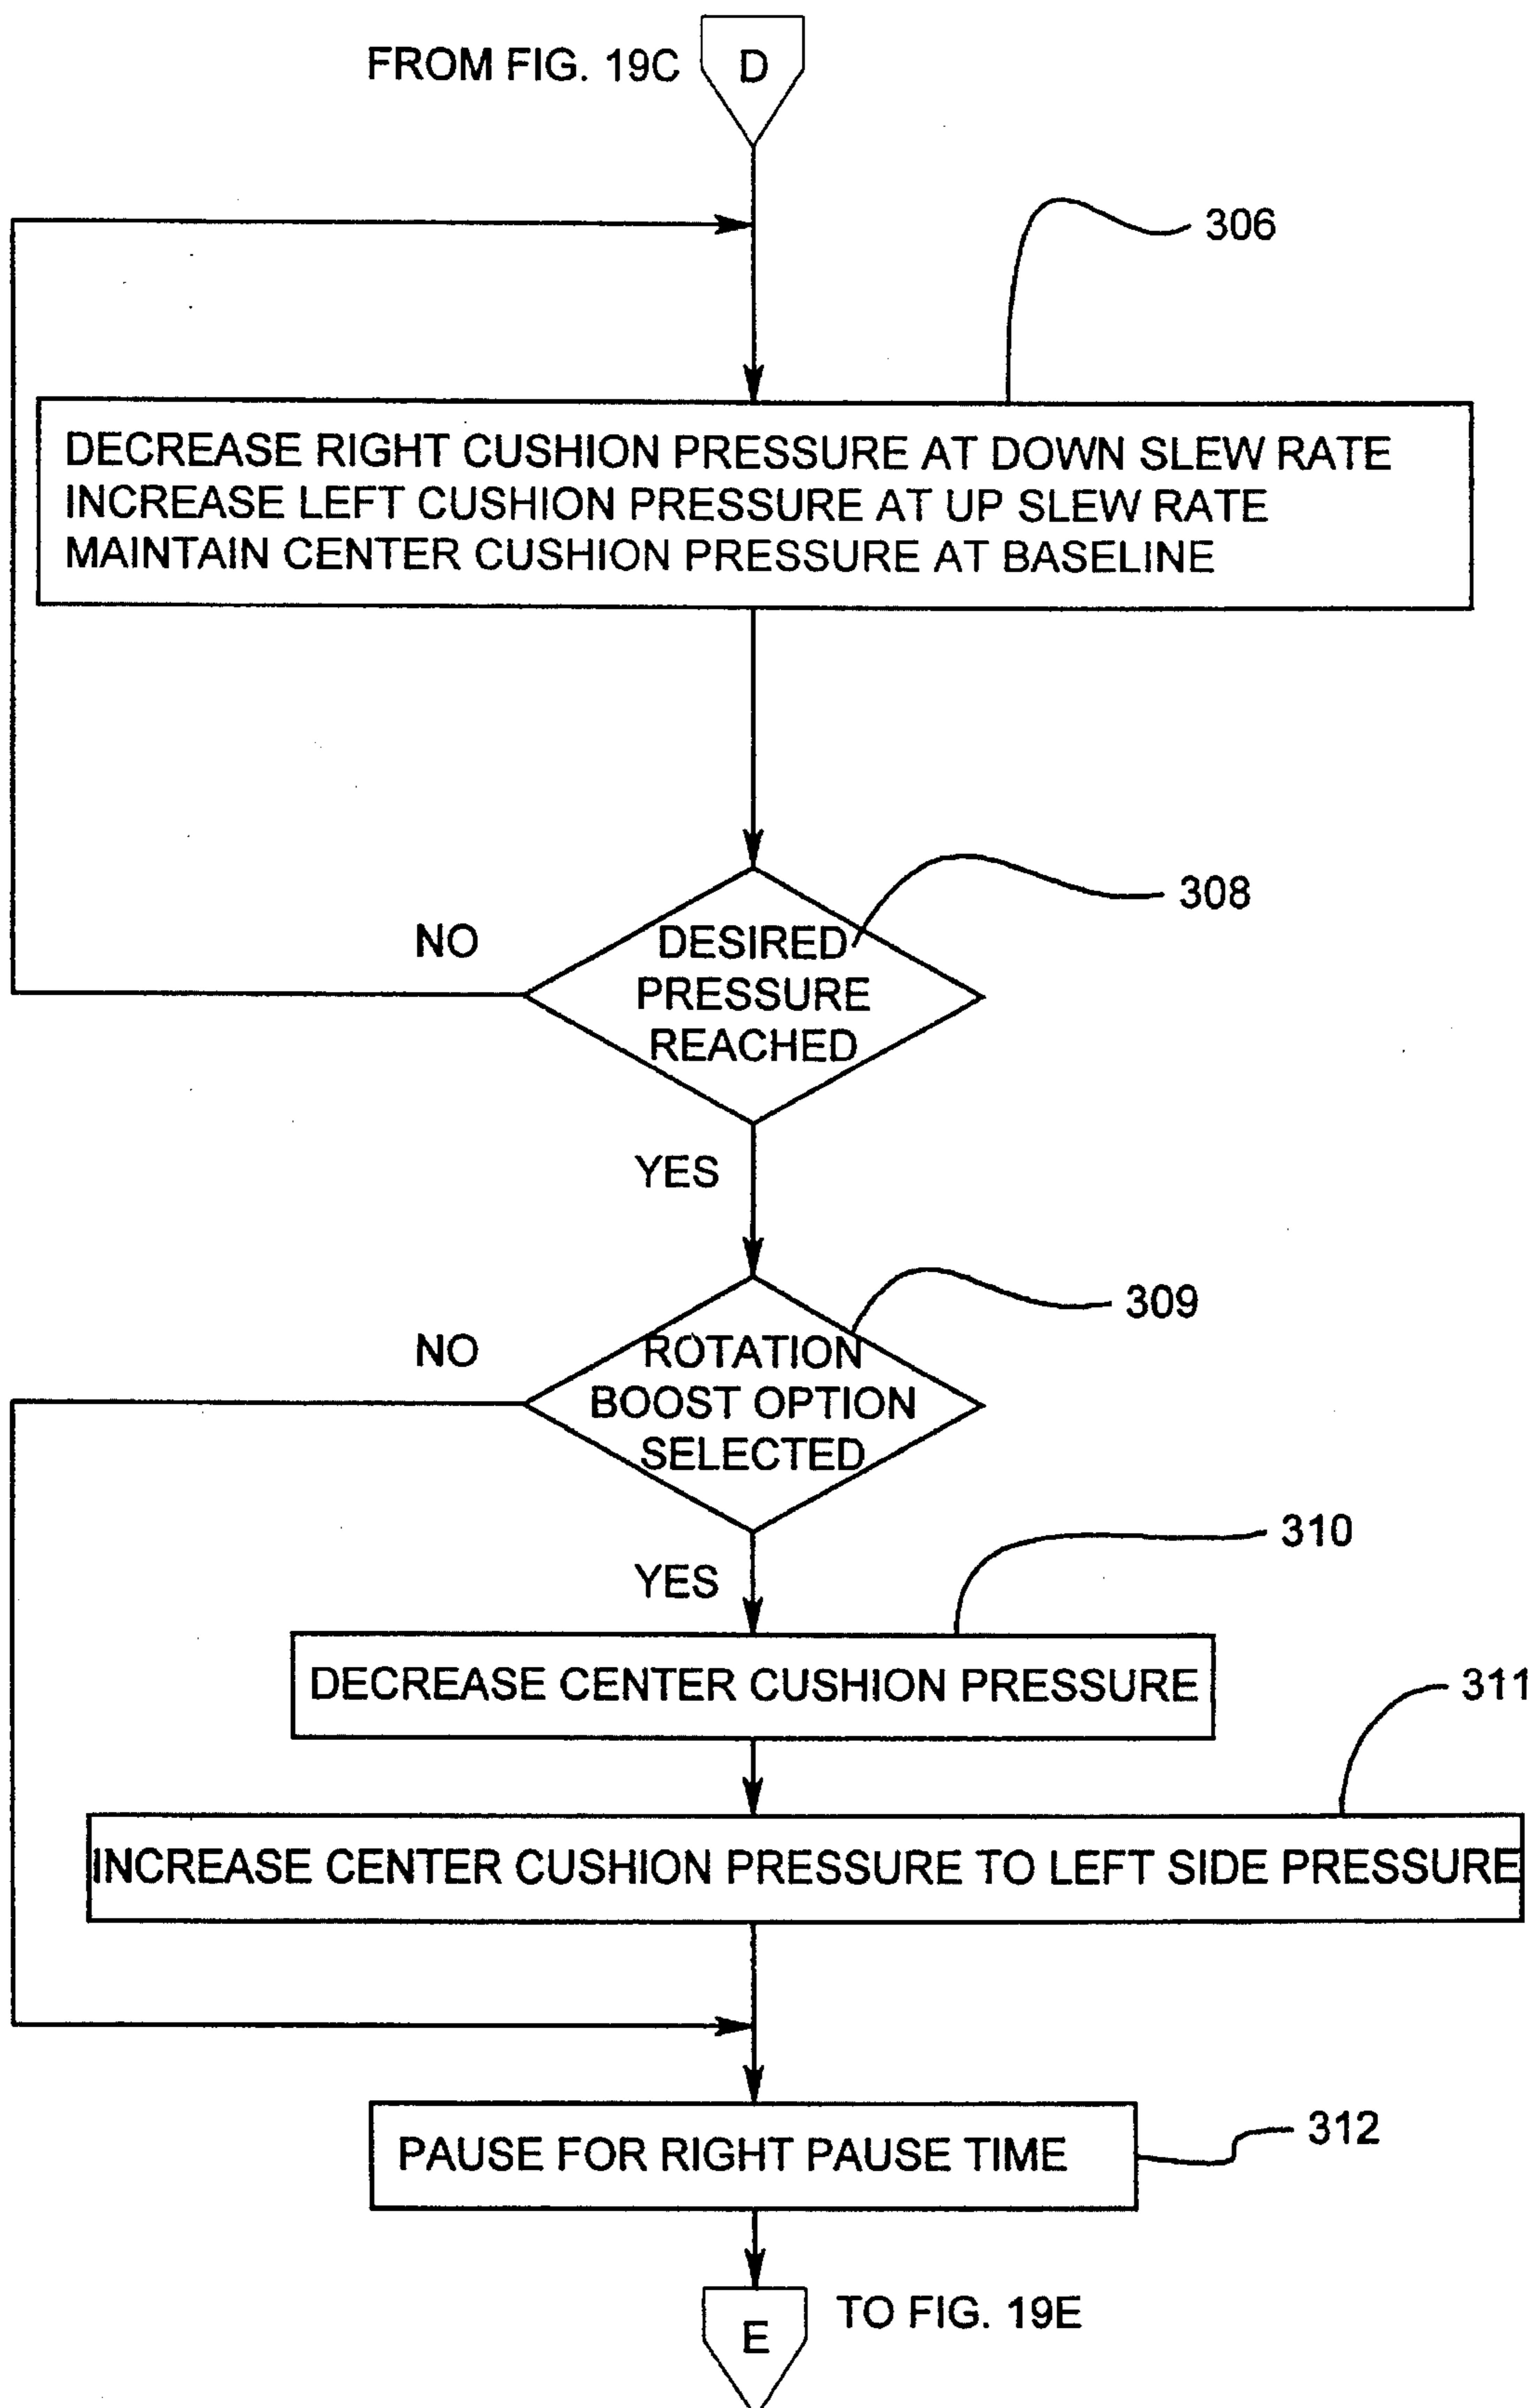 FROM FIG. 19C
D
306
DECREASE RIGHT CUSHION PRESSURE AT DOWN SLEW RATE
INCREASE LEFT CUSHION PRESSURE AT UP SLEW RATE
MAINTAIN CENTER CUSHION PRESSURE AT BASELINE
308
NO
DESIRED
PRESSURE
REACHED
YES
309
NO
ROTATION
BOOST OPTION
SELECTED
310
YES
DECREASE CENTER CUSHION PRESSURE
311
INCREASE CENTER CUSHION PRESSURE TO LEFT SIDE PRESSURE
312
PAUSE FOR RIGHT PAUSE TIME
E
TO FIG. 19E